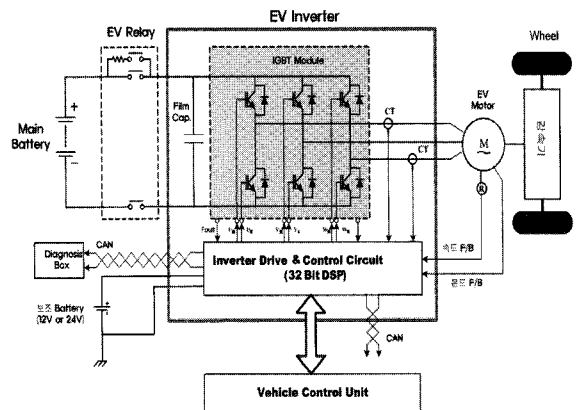 EV Inverter
EV Relay
IGBT Module
Wheel
Main
Battery
+
−
Film
Cap.
CT
CT
EV
Motor
M
~
감속기
R
Fout
CAN
Diagnosis
Box
Inverter Drive & Control Circuit
(32 Bit DSP)
속도 F/B
온도 F/B
보조 Battery
(12V or 24V)
CAN
Vehicle Control Unit